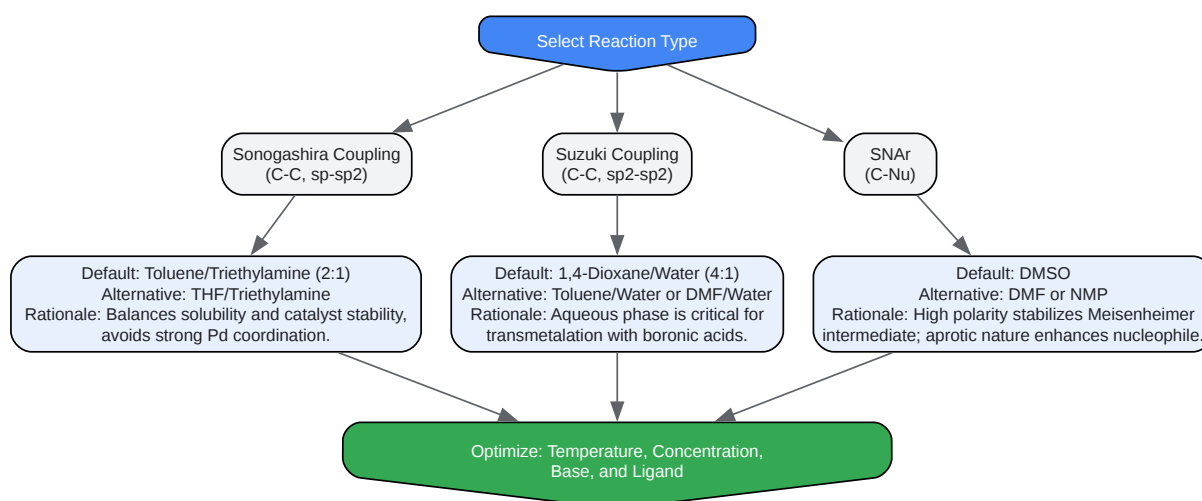 Select Reaction Type
Sonogashira Coupling
(C-C, sp-sp2)
Suzuki Coupling
(C-C, sp2-sp2)
SNAr
(C-Nu)
Default: Toluene/Triethylamine (2:1)
Alternative: THF/Triethylamine
Rationale: Balances solubility and catalyst stability,
avoids strong Pd coordination.
Default: 1,4-Dioxane/Water (4:1)
Alternative: Toluene/Water or DMF/Water
Rationale: Aqueous phase is critical for
transmetalation with boronic acids.
Default: DMSO
Alternative: DMF or NMP
Rationale: High polarity stabilizes Meisenheimer
intermediate; aprotic nature enhances nucleophile.
Optimize: Temperature, Concentration,
Base, and Ligand